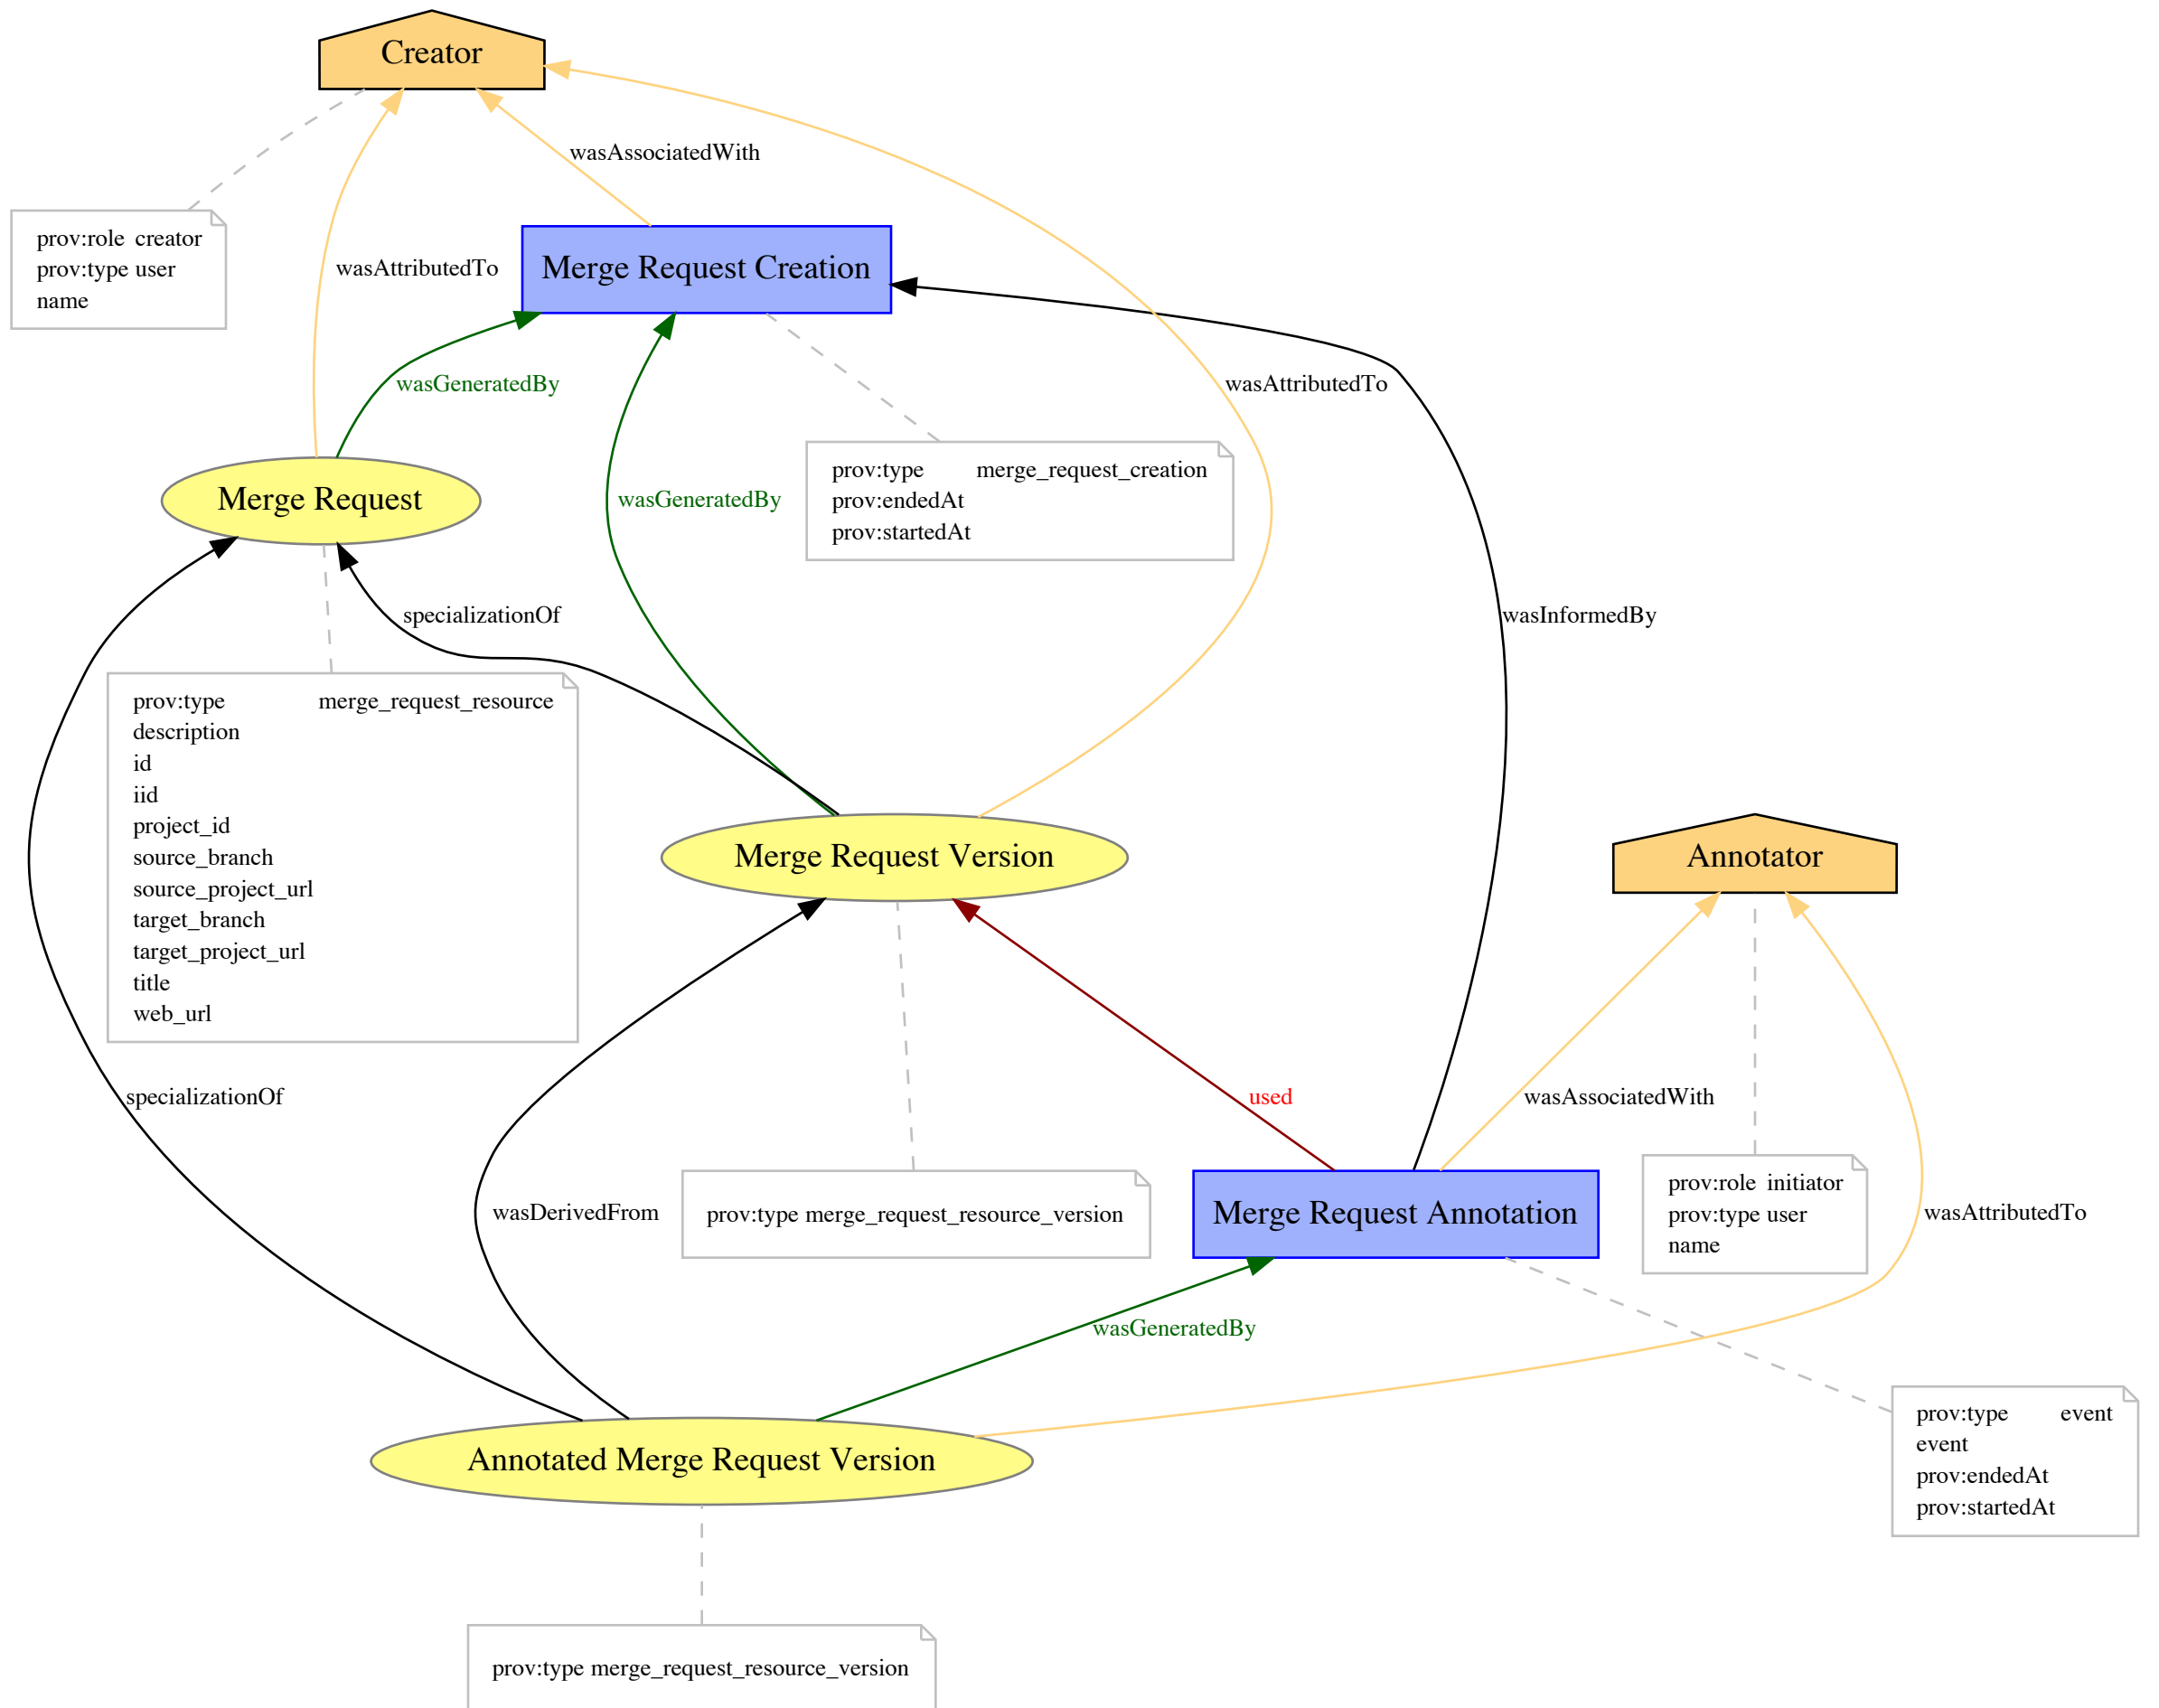 Creator
wasAssociatedWith
prov:role creator
prov:type user
name
wasAttributedTo
Merge Request Creation
wasGeneratedBy
wasAttributedTo
Merge Request
wasGeneratedBy
prov:type merge_request_creation
prov:endedAt
prov:startedAt
specializationOf
wasInformedBy
prov:type merge_request_resource
description
id
iid
project_id
source_branch
source_project_url
target_branch
target_project_url
title
web_url
Merge Request Version
Annotator
specializationOf
used
wasAssociatedWith
wasDerivedFrom
prov:type merge_request_resource_version
Merge Request Annotation
prov:role initiator
prov:type user
name
wasAttributedTo
wasGeneratedBy
Annotated Merge Request Version
prov:type event
event
prov:endedAt
prov:startedAt
prov:type merge_request_resource_version